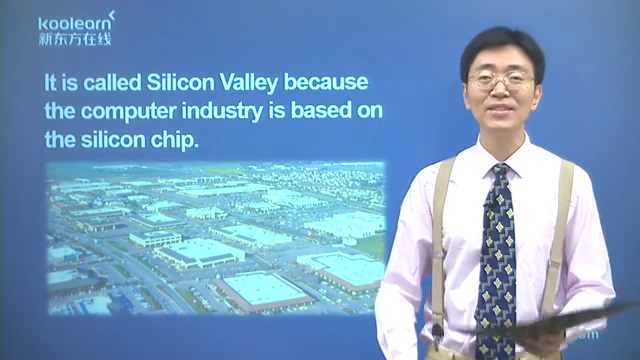 koolearn
新东方在线
It is called Silicon Valley because
the computer industry is based on
the silicon chip.